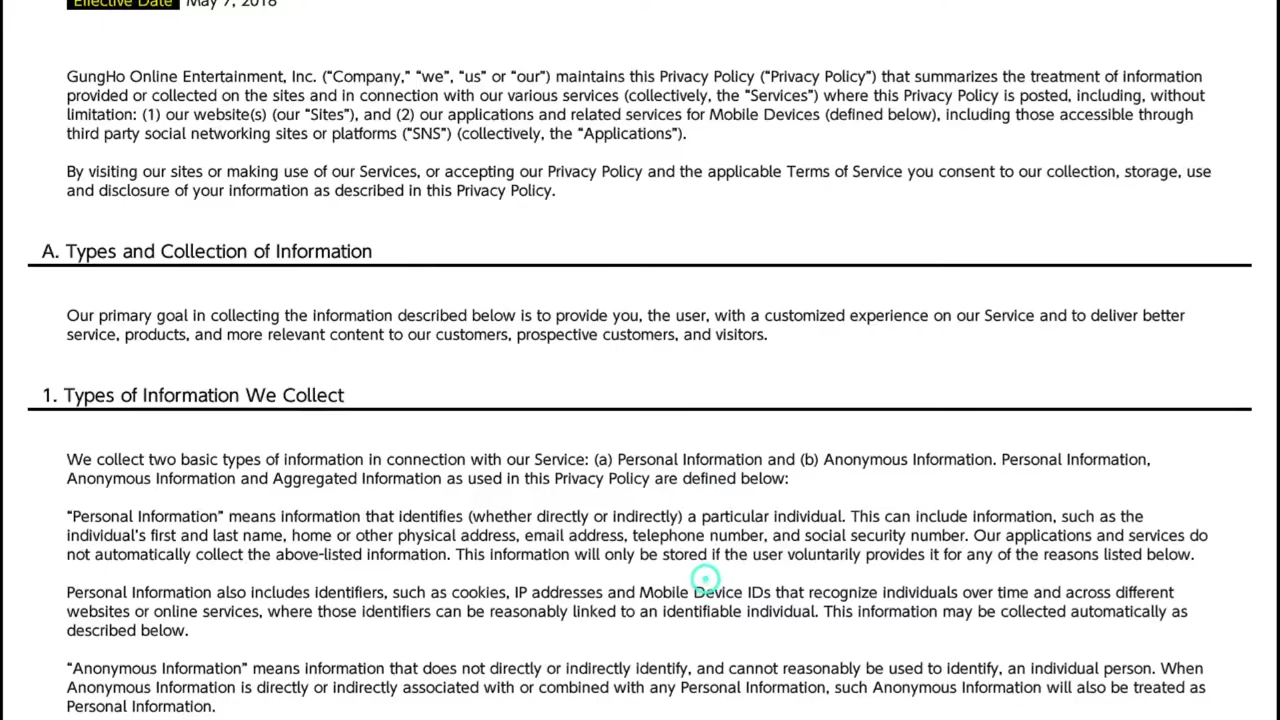 Effective Date May 7, 2018
GungHo Online Entertainment, Inc. (“Company,” “we”, “us” or “our”) maintains this Privacy Policy (“Privacy Policy”) that summarizes the treatment of information
provided or collected on the sites and in connection with our various services (collectively, the “Services”) where this Privacy Policy is posted, including, without
limitation: (1) our website(s) (our “Sites”), and (2) our applications and related services for Mobile Devices (defined below), including those accessible through
third party social networking sites or platforms (“SNS”) (collectively, the “Applications”).
By visiting our sites or making use of our Services, or accepting our Privacy Policy and the applicable Terms of Service you consent to our collection, storage, use
and disclosure of your information as described in this Privacy Policy.
A. Types and Collection of Information
Our primary goal in collecting the information described below is to provide you, the user, with a customized experience on our Service and to deliver better
service, products, and more relevant content to our customers, prospective customers, and visitors.
1. Types of Information We Collect
We collect two basic types of information in connection with our Service: (a) Personal Information and (b) Anonymous Information. Personal Information,
Anonymous Information and Aggregated Information as used in this Privacy Policy are defined below:
“Personal Information” means information that identifies (whether directly or indirectly) a particular individual. This can include information, such as the
individual's first and last name, home or other physical address, email address, telephone number, and social security number. Our applications and services do
not automatically collect the above-listed information. This information will only be stored if the user voluntarily provides it for any of the reasons listed below.
Personal Information also includes identifiers, such as cookies, IP addresses and Mobile Device IDs that recognize individuals over time and across different
websites or online services, where those identifiers can be reasonably linked to an identifiable individual. This information may be collected automatically as
described below.
“Anonymous Information” means information that does not directly or indirectly identify, and cannot reasonably be used to identify, an individual person. When
Anonymous Information is directly or indirectly associated with or combined with any Personal Information, such Anonymous Information will also be treated as
Personal Information.